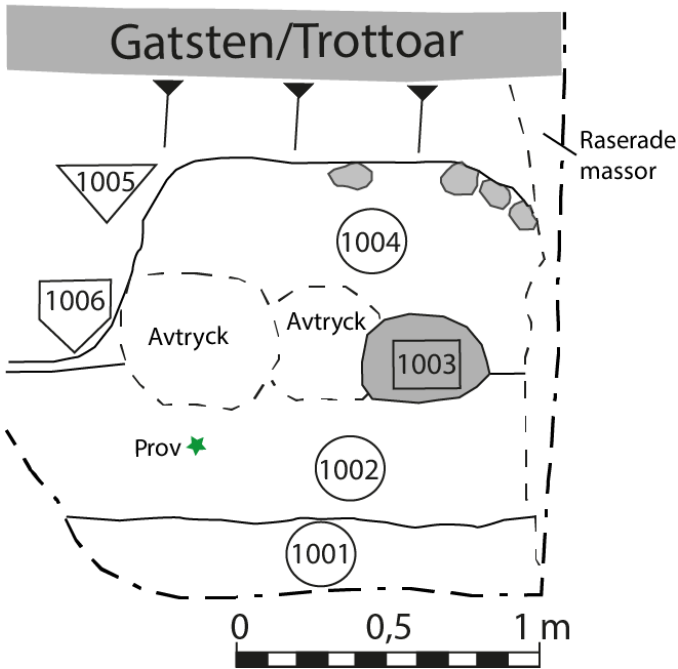 Gatsten/Trottoar
Raserade
massor
1005
1004
1006
Avtryck
Avtryck
1003
Prov
1002
1001
0 0,5 1 m